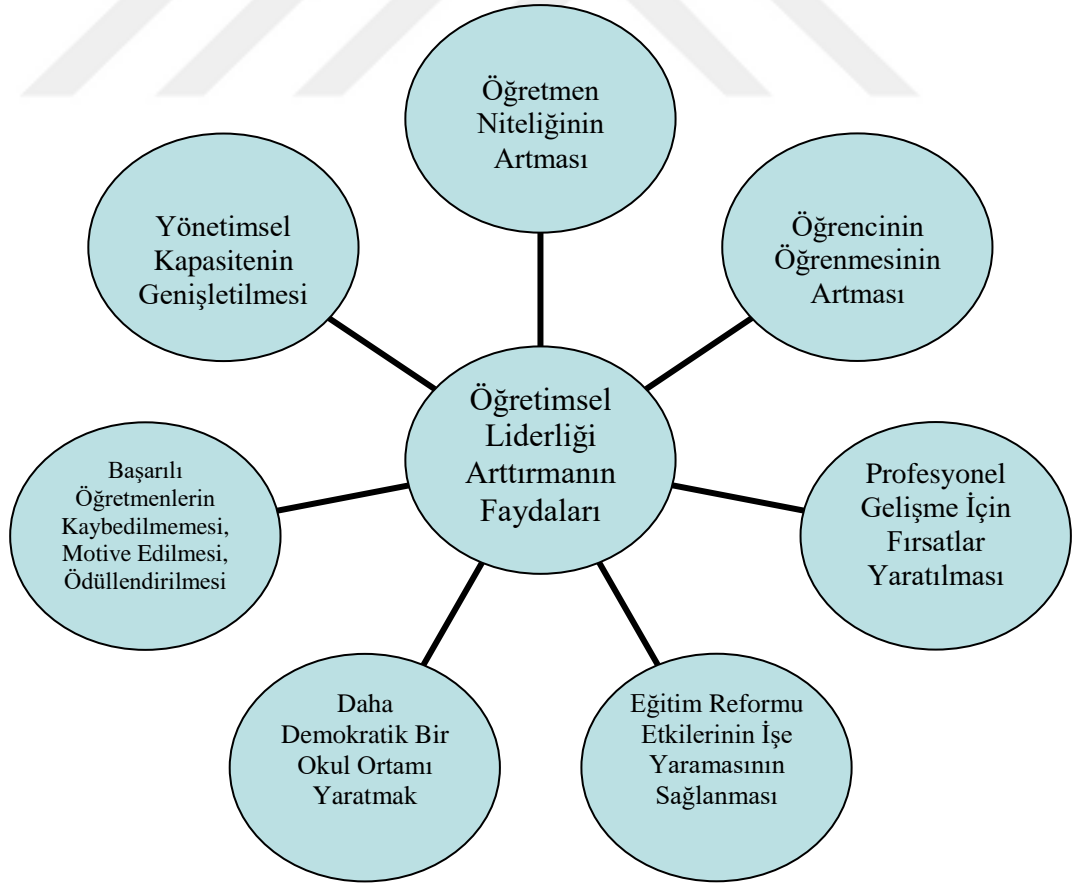 Öğretmen
Niteliğinin
Artması
Yönetimsel
Kapasitenin
Genişletilmesi
Öğrencinin
Öğrenmesinin
Artması
Öğretimsel
Liderliği
Arttırmanın
Faydaları
Başarılı
Öğretmenlerin
Kaybedilmemesi,
Motive Edilmesi,
Ödüllendirilmesi
Profesyonel
Gelişme İçin
Fırsatlar
Yaratılması
Daha
Demokratik Bir
Okul Ortamı
Yaratmak
Eğitim Reformu
Etkilerinin İşe
Yaramasının
Sağlanması